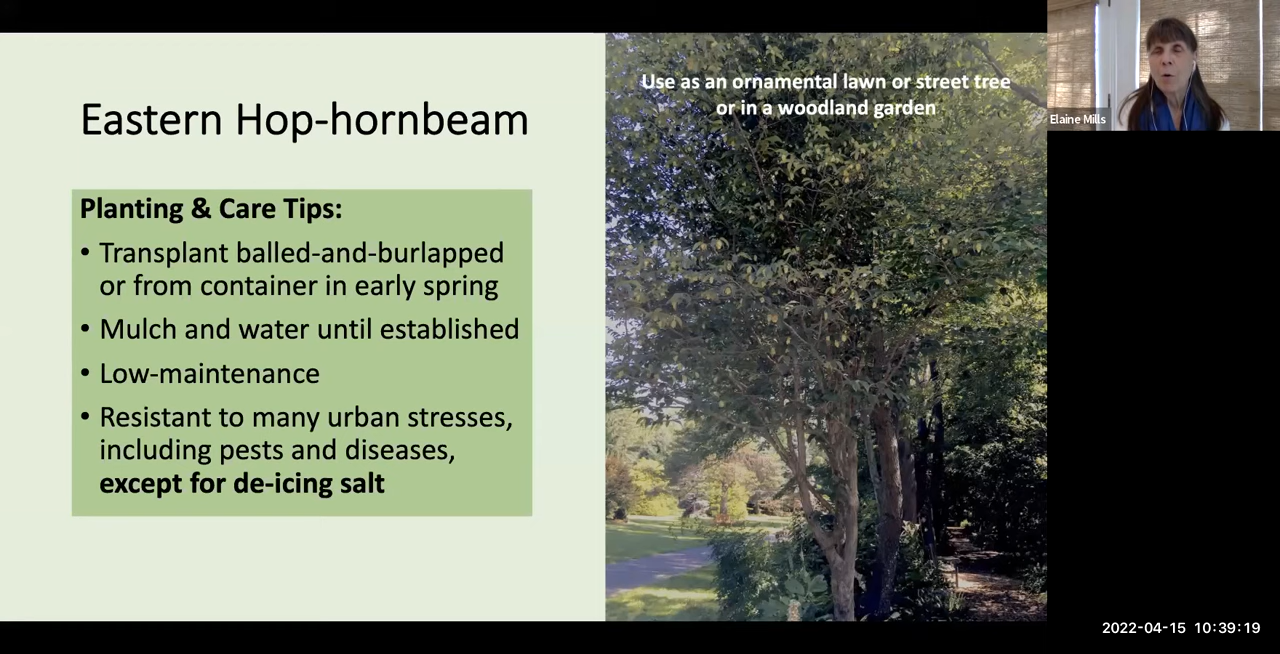 Eastern Hop-hornbeam
Planting & Care Tips:
• Transplant balled-and-burlapped
or from container in early spring
• Mulch and water until established
• Low-maintenance
• Resistant to many urban stresses,
including pests and diseases,
except for de-icing salt
Use as an ornamental lawn or street tree
or in a woodland garden
Elaine Mills
2022-04-15 10:39:19